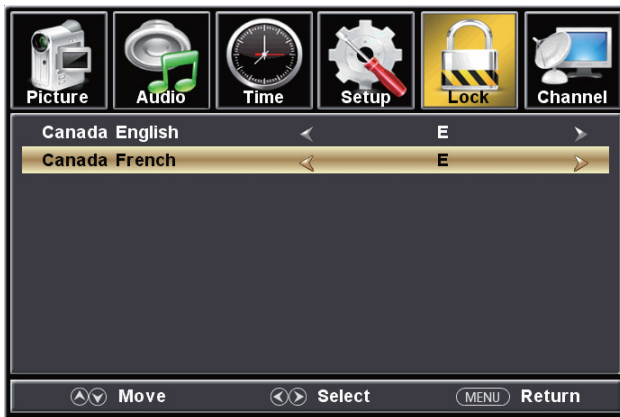 Picture Audio Time Setup Lock Channel
Canada English E
Canada French E
Move Select MENU Return